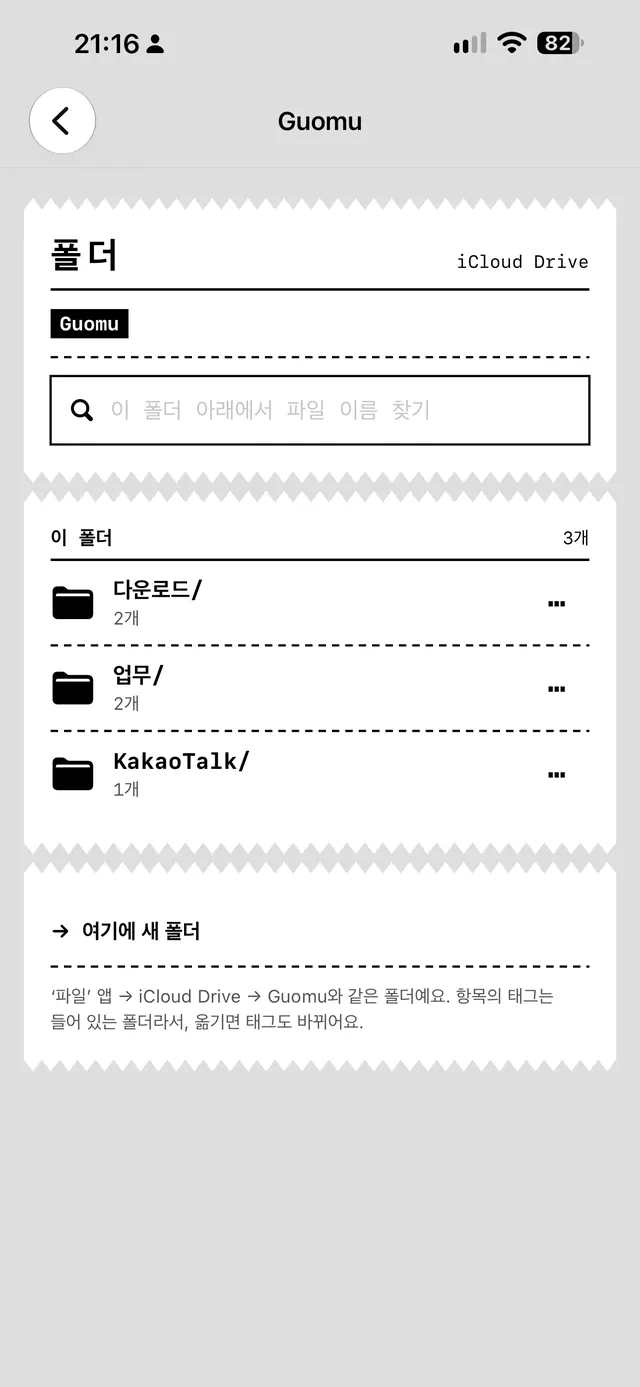 21:16
82
Guomu
폴더
iCloud Drive
Guomu
이 폴더 아래에서 파일 이름 찾기
이 폴더
3개
다운로드/
2개
업무/
2개
KakaoTalk/
1개
→ 여기에 새 폴더
‘파일’ 앱 → iCloud Drive → Guomu와 같은 폴더예요. 항목의 태그는
들어 있는 폴더라서, 옮기면 태그도 바뀌어요.